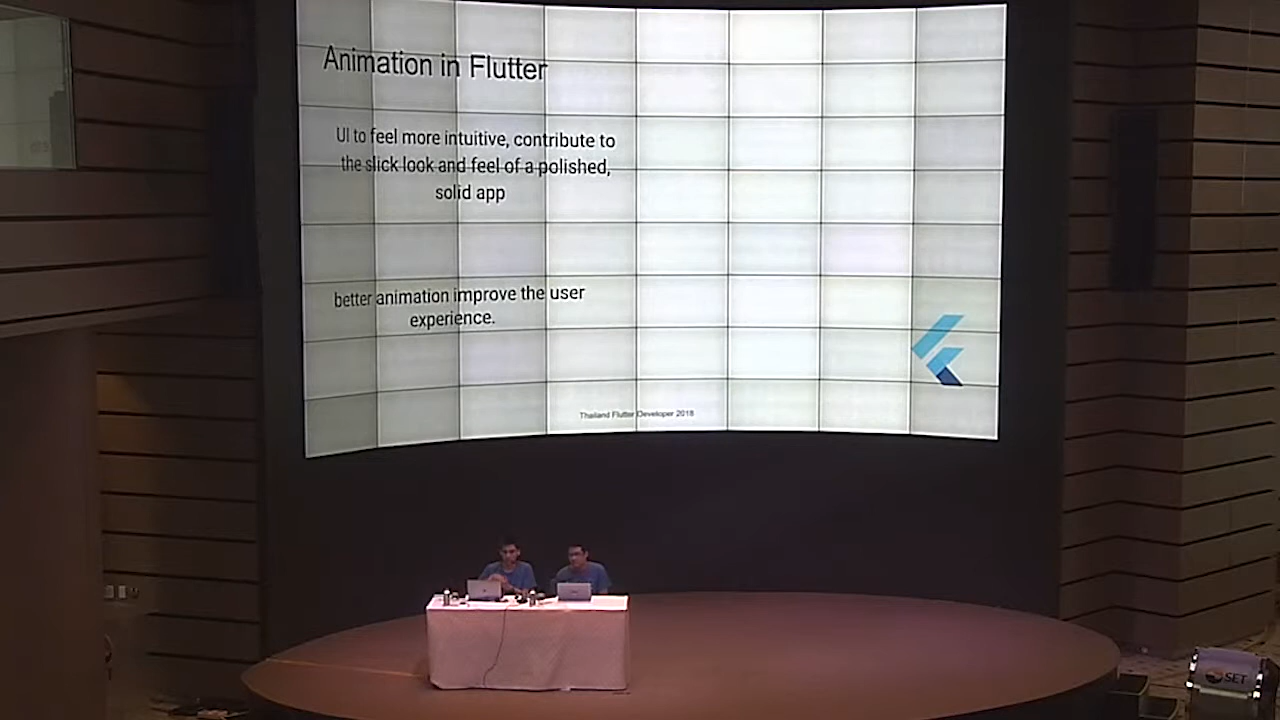 Animation in Flutter
UI to feel more intuitive, contribute to
the slick look and feel of a polished,
solid app
better animation improve the user
experience.
Thailand Flutter Developer 2018
SET